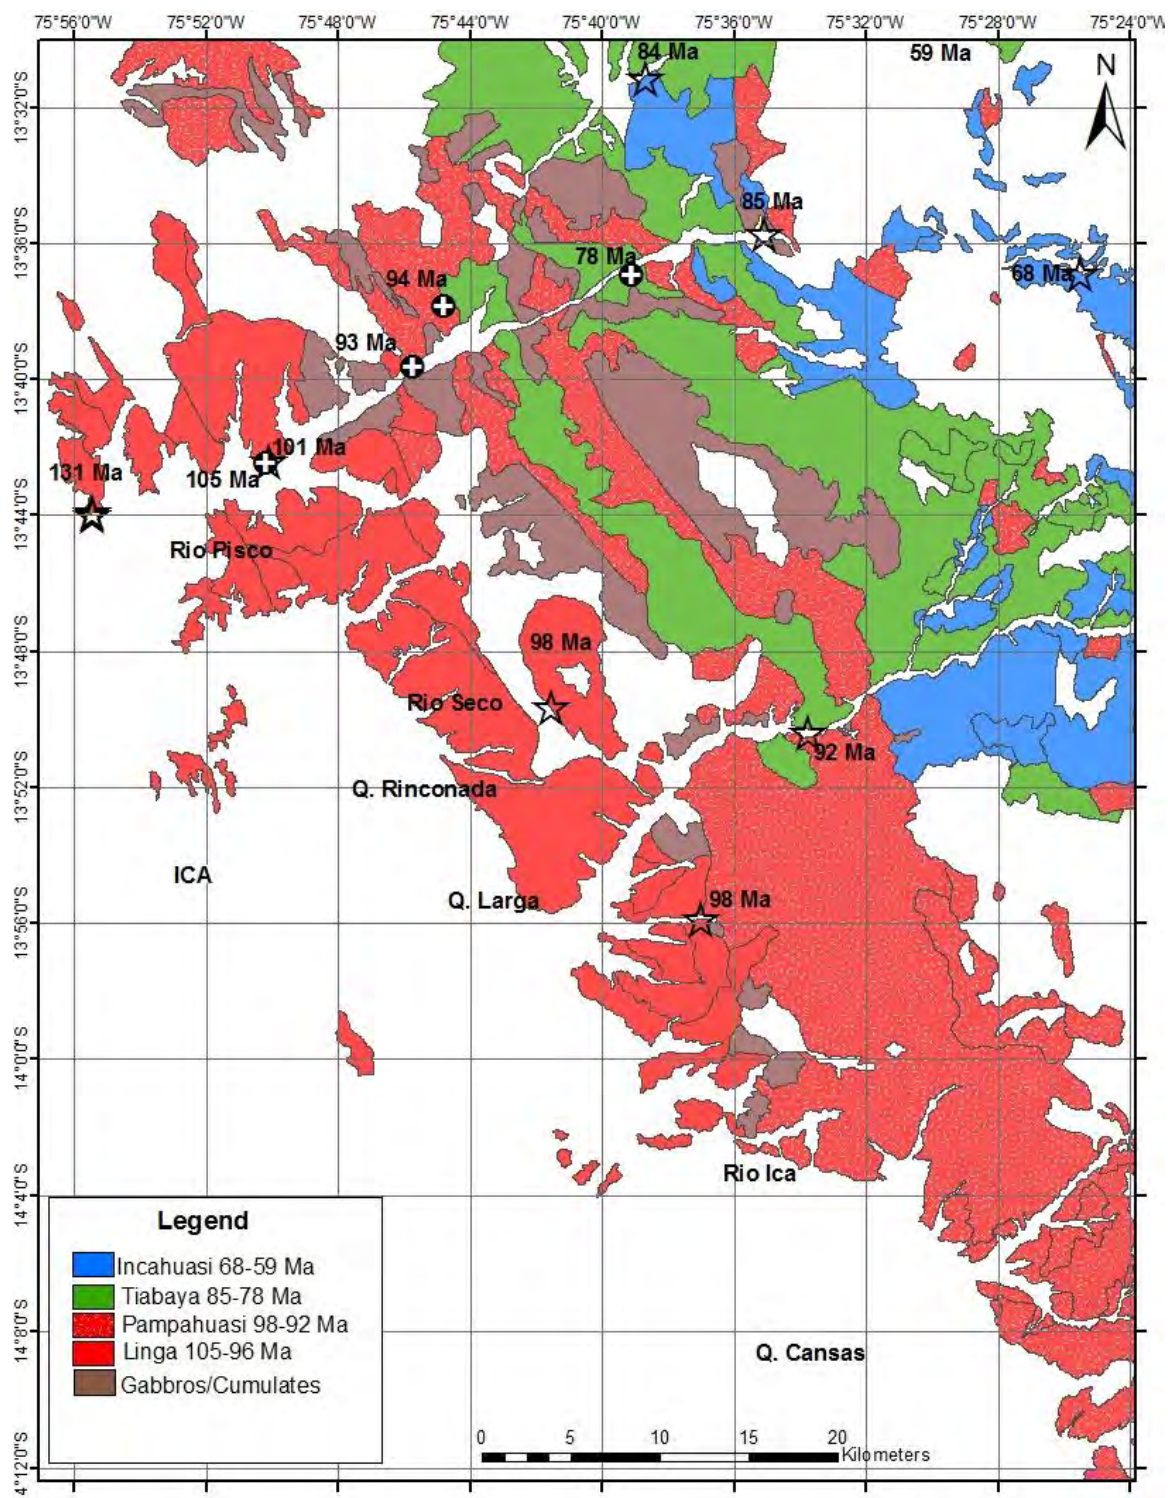 75°56'0"W 75°52'0"W 75°48'0"W 75°44'0"W 75°40'0"W 75°36'0"W 75°32'0"W 75°28'0"W 75°24'0"W
84 Ma
59 Ma
N
13°32'0"S
85 Ma
13°36'0"S
78 Ma
68 Ma
94 Ma
93 Ma
13°40'0"S
101 Ma
131 Ma
105 Ma
13°44'0"S
Rio Pisco
98 Ma
13°48'0"S
Rio Seco
92 Ma
13°52'0"S
Q. Rinconada
ICA
Q. Larga
98 Ma
13°56'0"S
14°0'0"S
Rio Ica
14°4'0"S
Legend
Incahuasi 68-59 Ma
Tiabaya 85-78 Ma
Pampahuasi 98-92 Ma
Linga 105-96 Ma
Gabbros/Cumulates
14°8'0"S
Q. Cansas
0 5 10 15 20
Kilometers
4°12'0"S